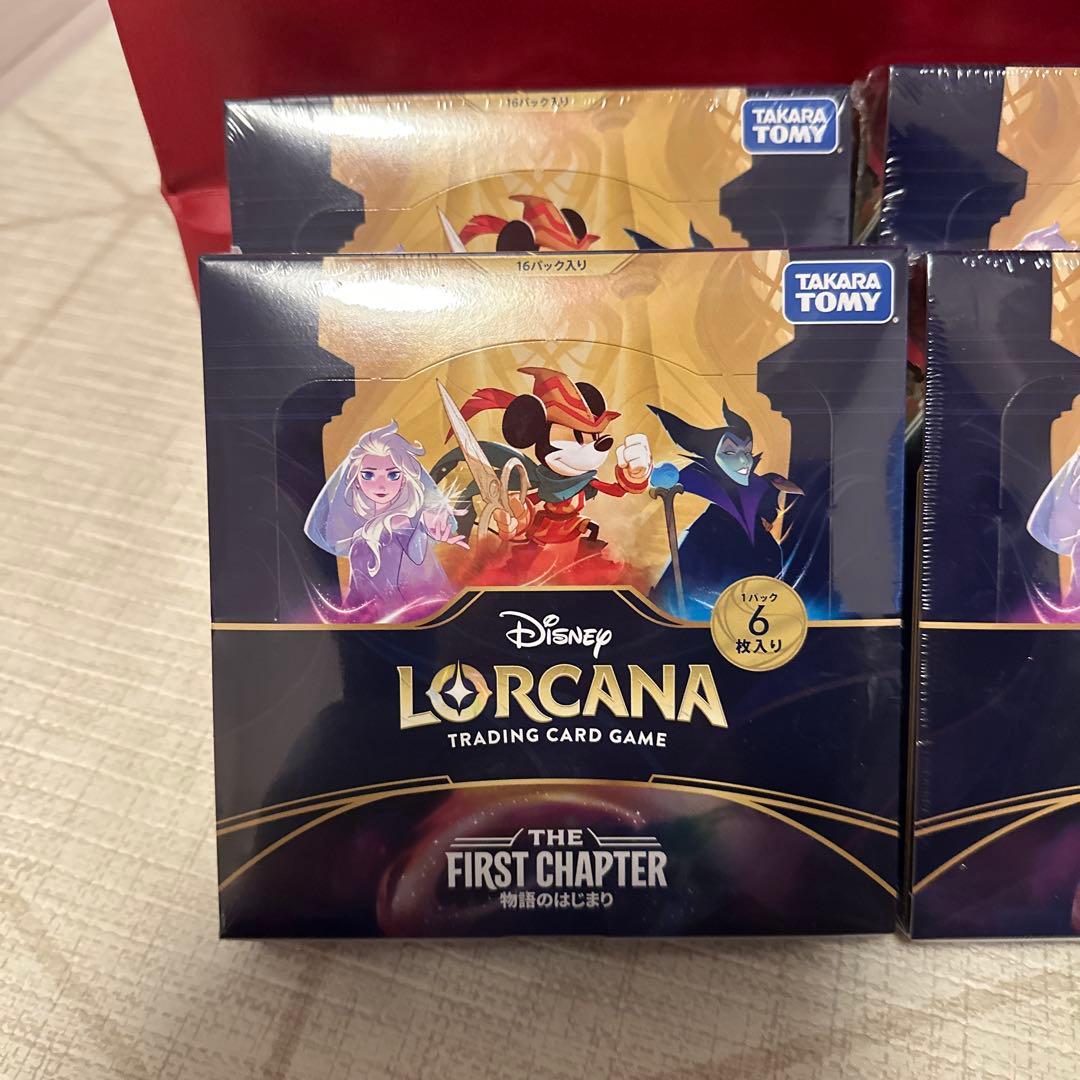 16パック入り
TAKARA
TOMY
16パック入り
TAKARA
TOMY
1パック
6
枚入り
Disney
LORCANA
TRADING CARD GAME
THE
FIRST CHAPTER
物語のはじまり